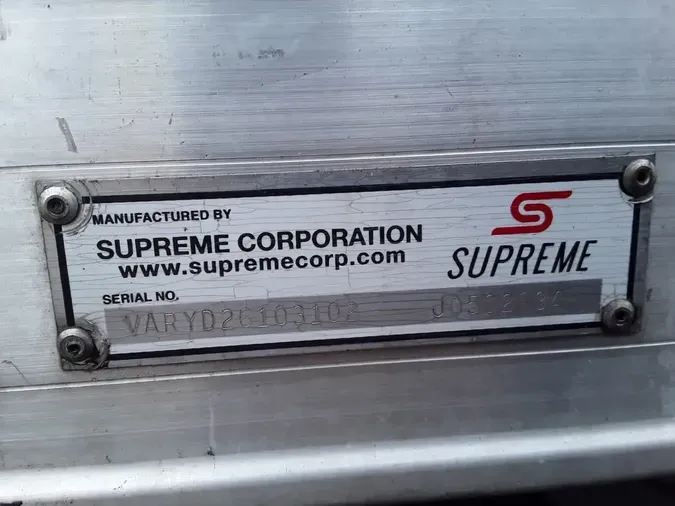 MANUFACTURED BY
SUPREME CORPORATION
www.supremecorp.com
S
SUPREME
SERIAL NO.